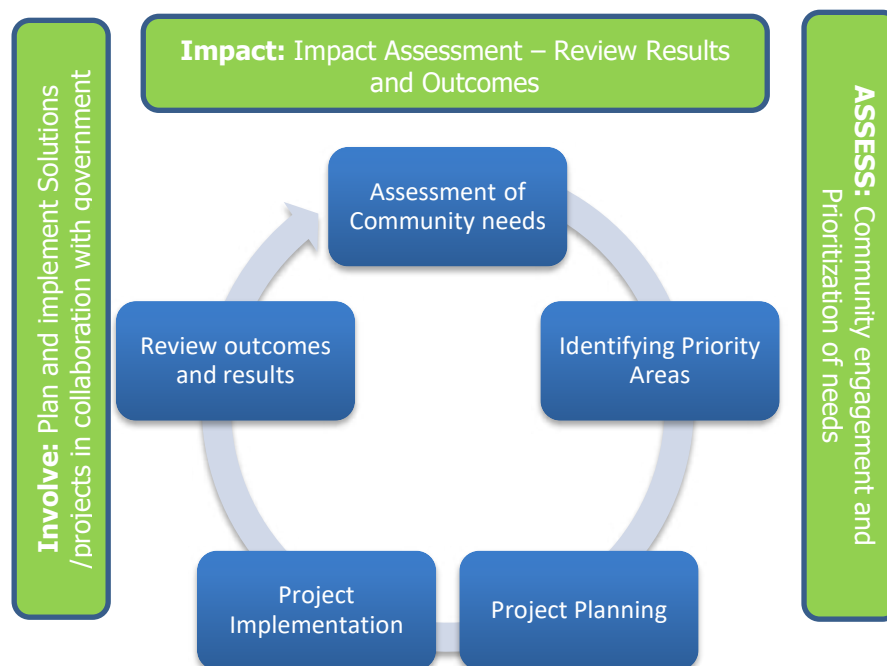 Impact: Impact Assessment – Review Results
and Outcomes
Involve: Plan and implement Solutions
/projects in collaboration with government
ASSESS: Community engagement and
Prioritization of needs
Assessment of
Community needs
Identifying Priority
Areas
Project Planning
Project
Implementation
Review outcomes
and results